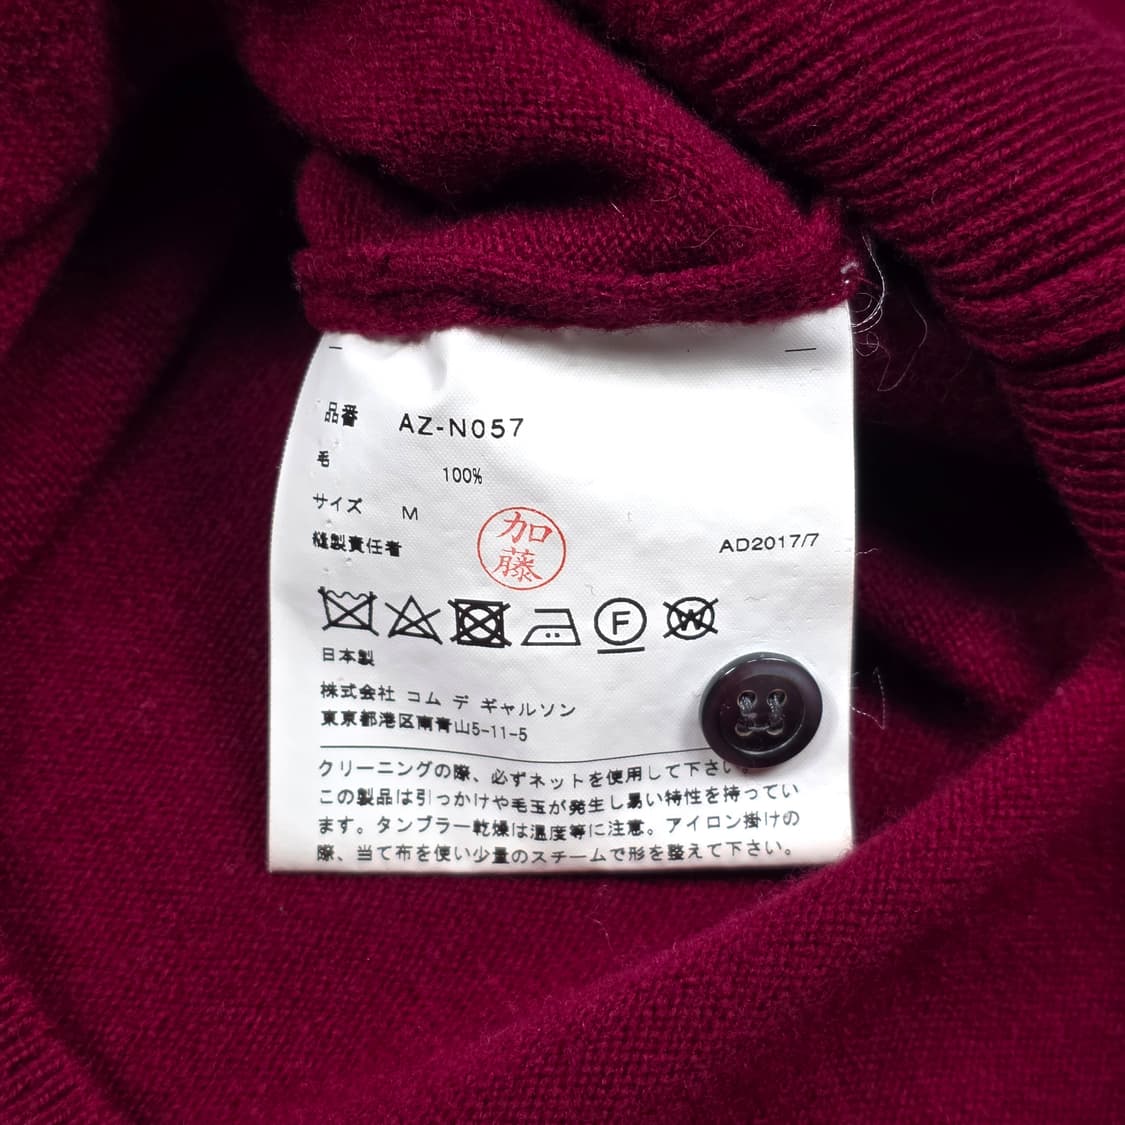 品番 AZ-N057
毛 100%
サイズ M
縫製責任者 加藤 AD2017/7
F W
日本製
株式会社 コム デ ギャルソン
東京都港区南青山5-11-5
クリーニングの際、必ずネットを使用して下さい。
この製品は引っかけや毛玉が発生し易い特性を持ってい
ます。タンブラー乾燥は温度等に注意。アイロン掛けの
際、当て布を使い少量のスチームで形を整えて下さい。